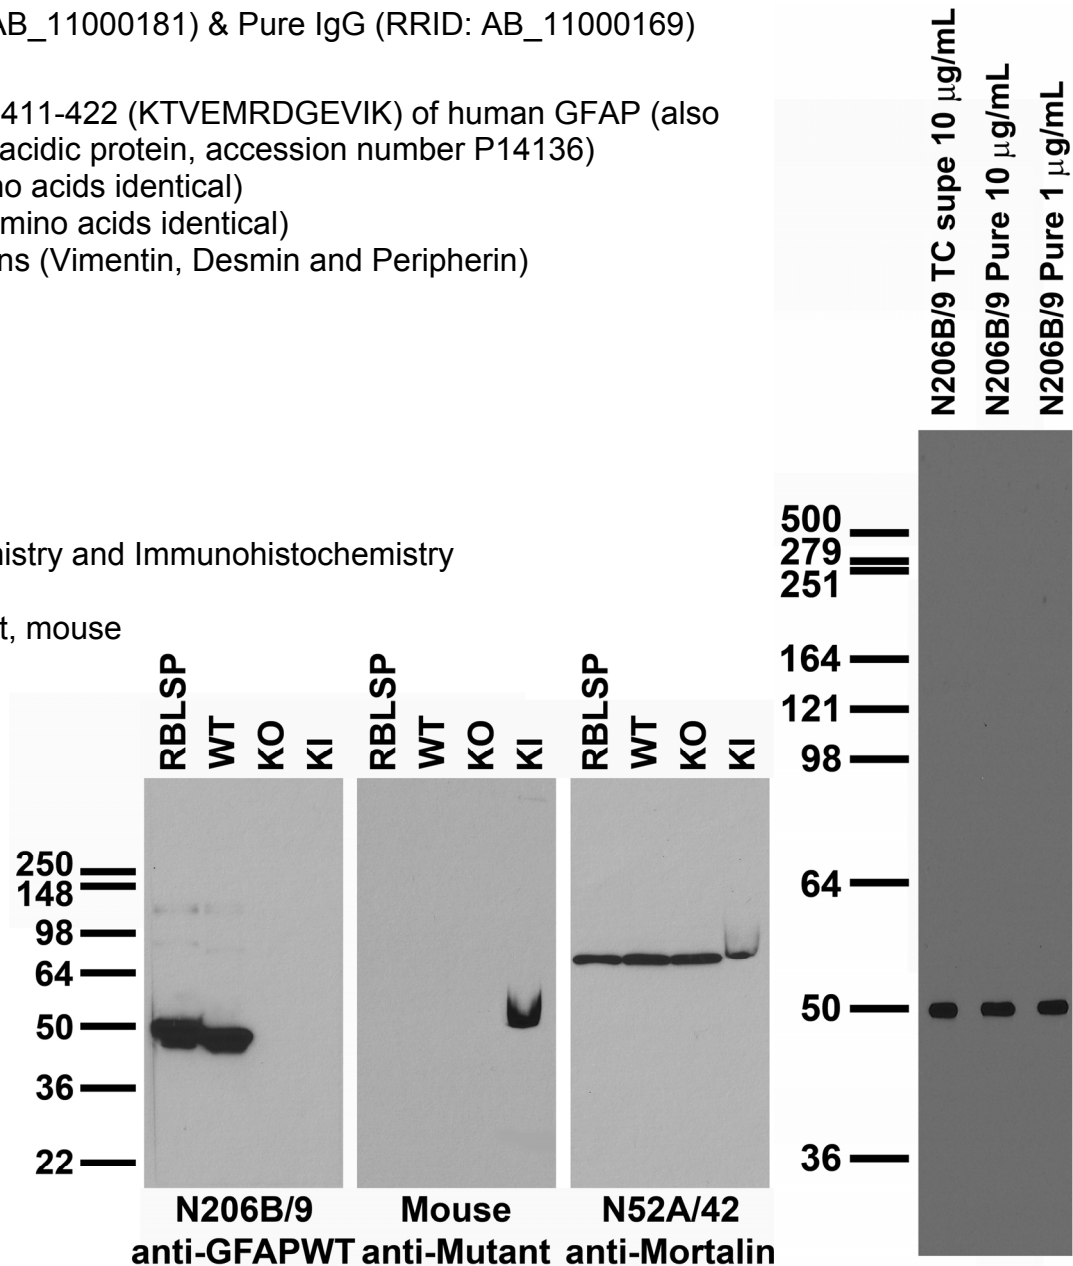 AB_11000181) & Pure IgG (RRID: AB_11000169)
411-422 (KTVEMRDGEVIK) of human GFAP (also
acidic protein, accession number P14136)
no acids identical)
mino acids identical)
ns (Vimentin, Desmin and Peripherin)
nistry and Immunohistochemistry
t, mouse
RBLSP WT KO KI
RBLSP WT KO KI
RBLSP WT KO KI
250
148
98
64
50
36
22
N206B/9
anti-GFAPWT
Mouse
anti-Mutant
N52A/42
anti-Mortalin
N206B/9 TC supe 10 µg/mL
N206B/9 Pure 10 µg/mL
N206B/9 Pure 1 µg/mL
500
279
251
164
121
98
64
50
36